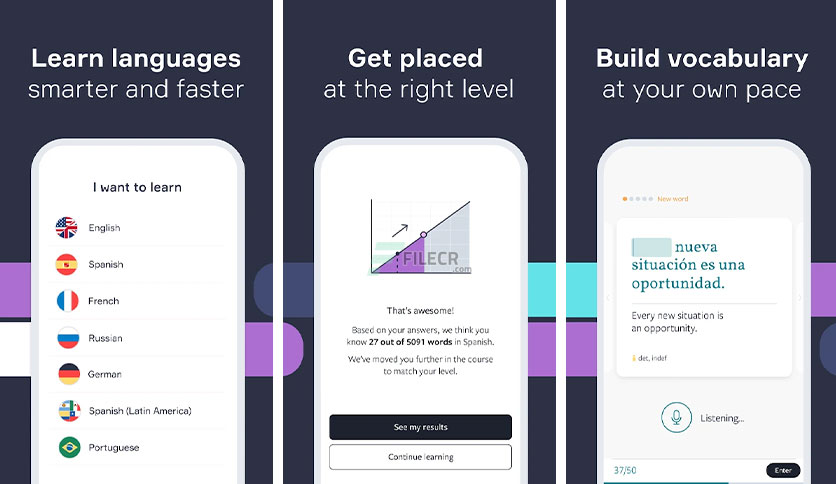 Learn languages
smarter and faster
I want to learn
English
Spanish
French
Russian
German
Spanish (Latin America)
Portuguese
Get placed
at the right level
FILECR
.com
That's awesome!
Based on your answers, we think you
know 27 out of 5091 words in Spanish.
We've moved you further in the course
to match your level.
See my results
Continue learning
Build vocabulary
at your own pace
New word
nueva
situación es una
oportunidad.
Every new situation is
an opportunity.
det, indef
Listening...
37/50
Enter